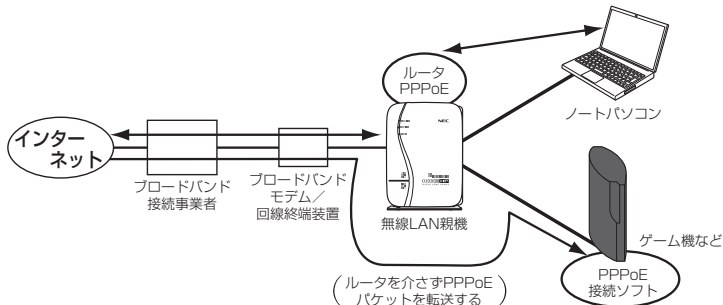 インター
ネット
ブロードバンド
接続事業者
ブロードバンド
モデム／
回線終端装置
ルータ
PPPoE
NEC
無線LAN親機
ノートパソコン
ゲーム機など
PPPoE
接続ソフト
(ルータを介さずPPPoE
パケットを転送する)